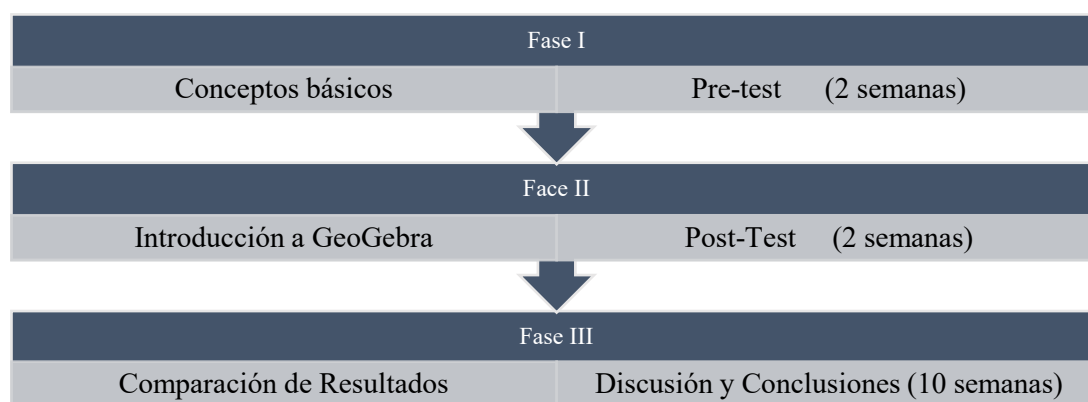 Fase I
Conceptos básicos Pre-test (2 semanas)
Face II
Introducción a GeoGebra Post-Test (2 semanas)
Fase III
Comparación de Resultados Discusión y Conclusiones (10 semanas)